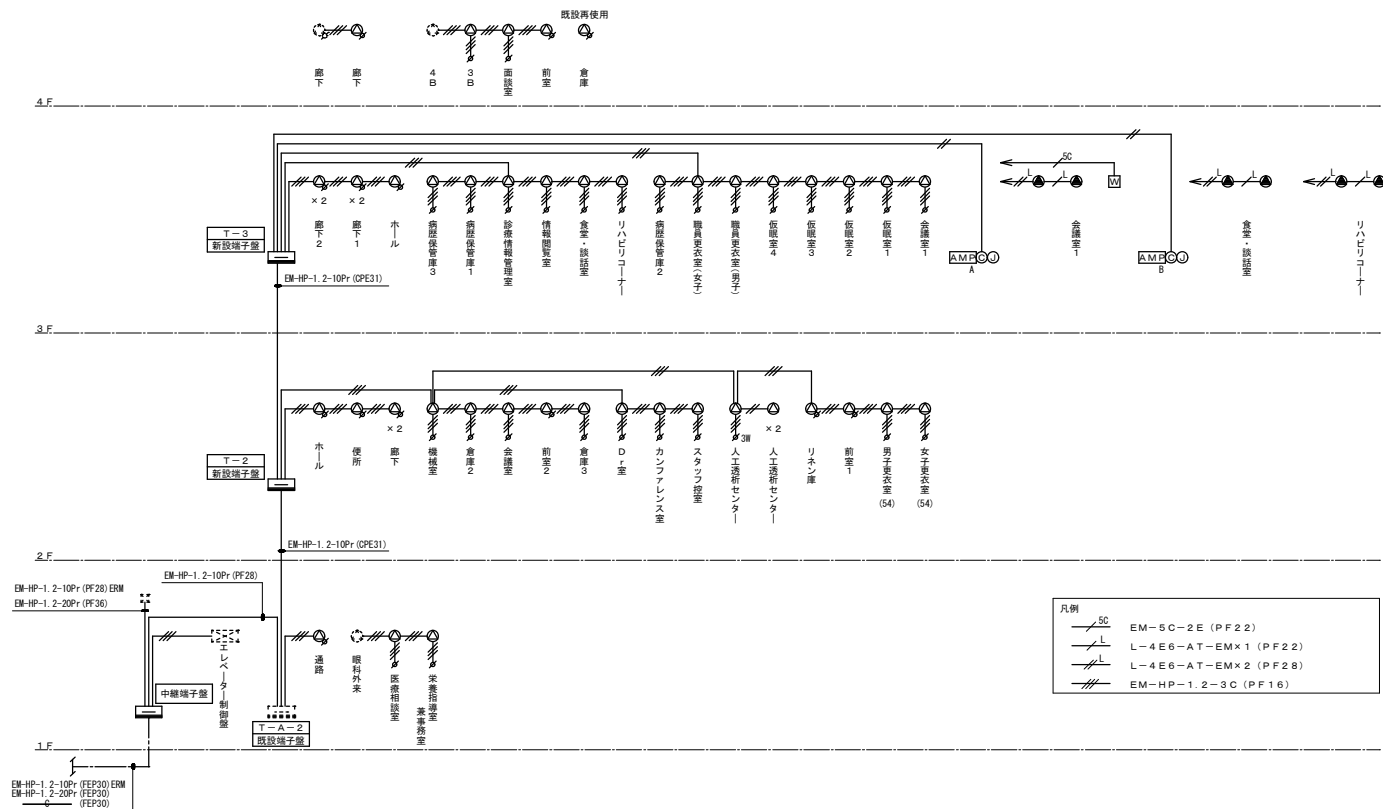 既設再使用
廊下
廊下
4B
3B
面談室
前室
倉庫
4F
5C
L
L
W
L
L
L
L
×2
×2
廊下2
廊下1
ホール
病歴保管庫3
病歴保管庫1
診療情報管理室
情報閲覧室
食堂・談話室
リハビリコーナー
病歴保管庫2
職員更衣室(女子)
職員更衣室(男子)
仮眠室4
仮眠室3
仮眠室2
仮眠室1
会議室1
会議室1
食堂・談話室
リハビリコーナー
T-3
新設端子盤
AMP C J
A
AMP C J
B
EM-HP-1.2-10Pr(CPE31)
3F
×2
3W
×2
ホール
便所
廊下
機械室
倉庫2
会議室
前室2
倉庫3
Dr室
カンファレンス室
スタッフ控室
人工透析センター
人工透析センター
リネン庫
前室1
男子更衣室
(54)
女子更衣室
(54)
T-2
新設端子盤
EM-HP-1.2-10Pr(CPE31)
2F
EM-HP-1.2-10Pr(PF28)
EM-HP-1.2-10Pr(PF28)ERM
EM-HP-1.2-20Pr(PF36)
エレベーター制御盤
通路
眼科外来
医療相談室
栄養指導室
兼事務室
中継端子盤
T-A-2
既設端子盤
1F
EM-HP-1.2-10Pr(FEP30)ERM
EM-HP-1.2-20Pr(FEP30)
G (FEP30)
凡例
5C EM-5C-2E(PF22)
L L-4E6-AT-EM×1(PF22)
L L-4E6-AT-EM×2(PF28)
EM-HP-1.2-3C(PF16)